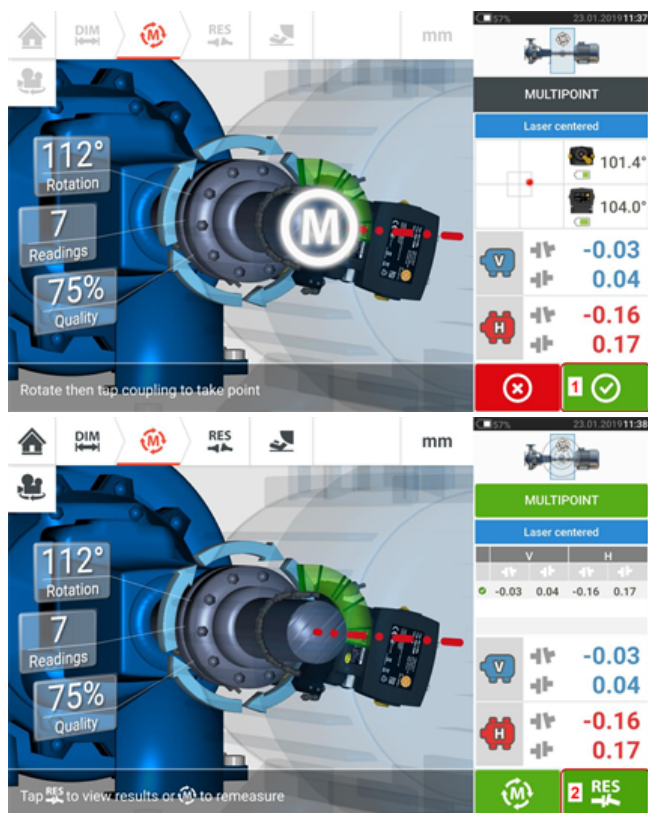 DIM
M
RES
mm
57%
23.01.2019 11:37
112°
Rotation
7
Readings
75%
Quality
M
Rotate then tap coupling to take point
MULTIPOINT
Laser centered
101.4°
104.0°
V
-0.03
0.04
H
-0.16
0.17
1
DIM
M
RES
mm
57%
23.01.2019 11:38
112°
Rotation
7
Readings
75%
Quality
Tap RES to view results or M to remeasure
MULTIPOINT
Laser centered
V H
-0.03 0.04 -0.16 0.17
V
-0.03
0.04
H
-0.16
0.17
M
2 RES